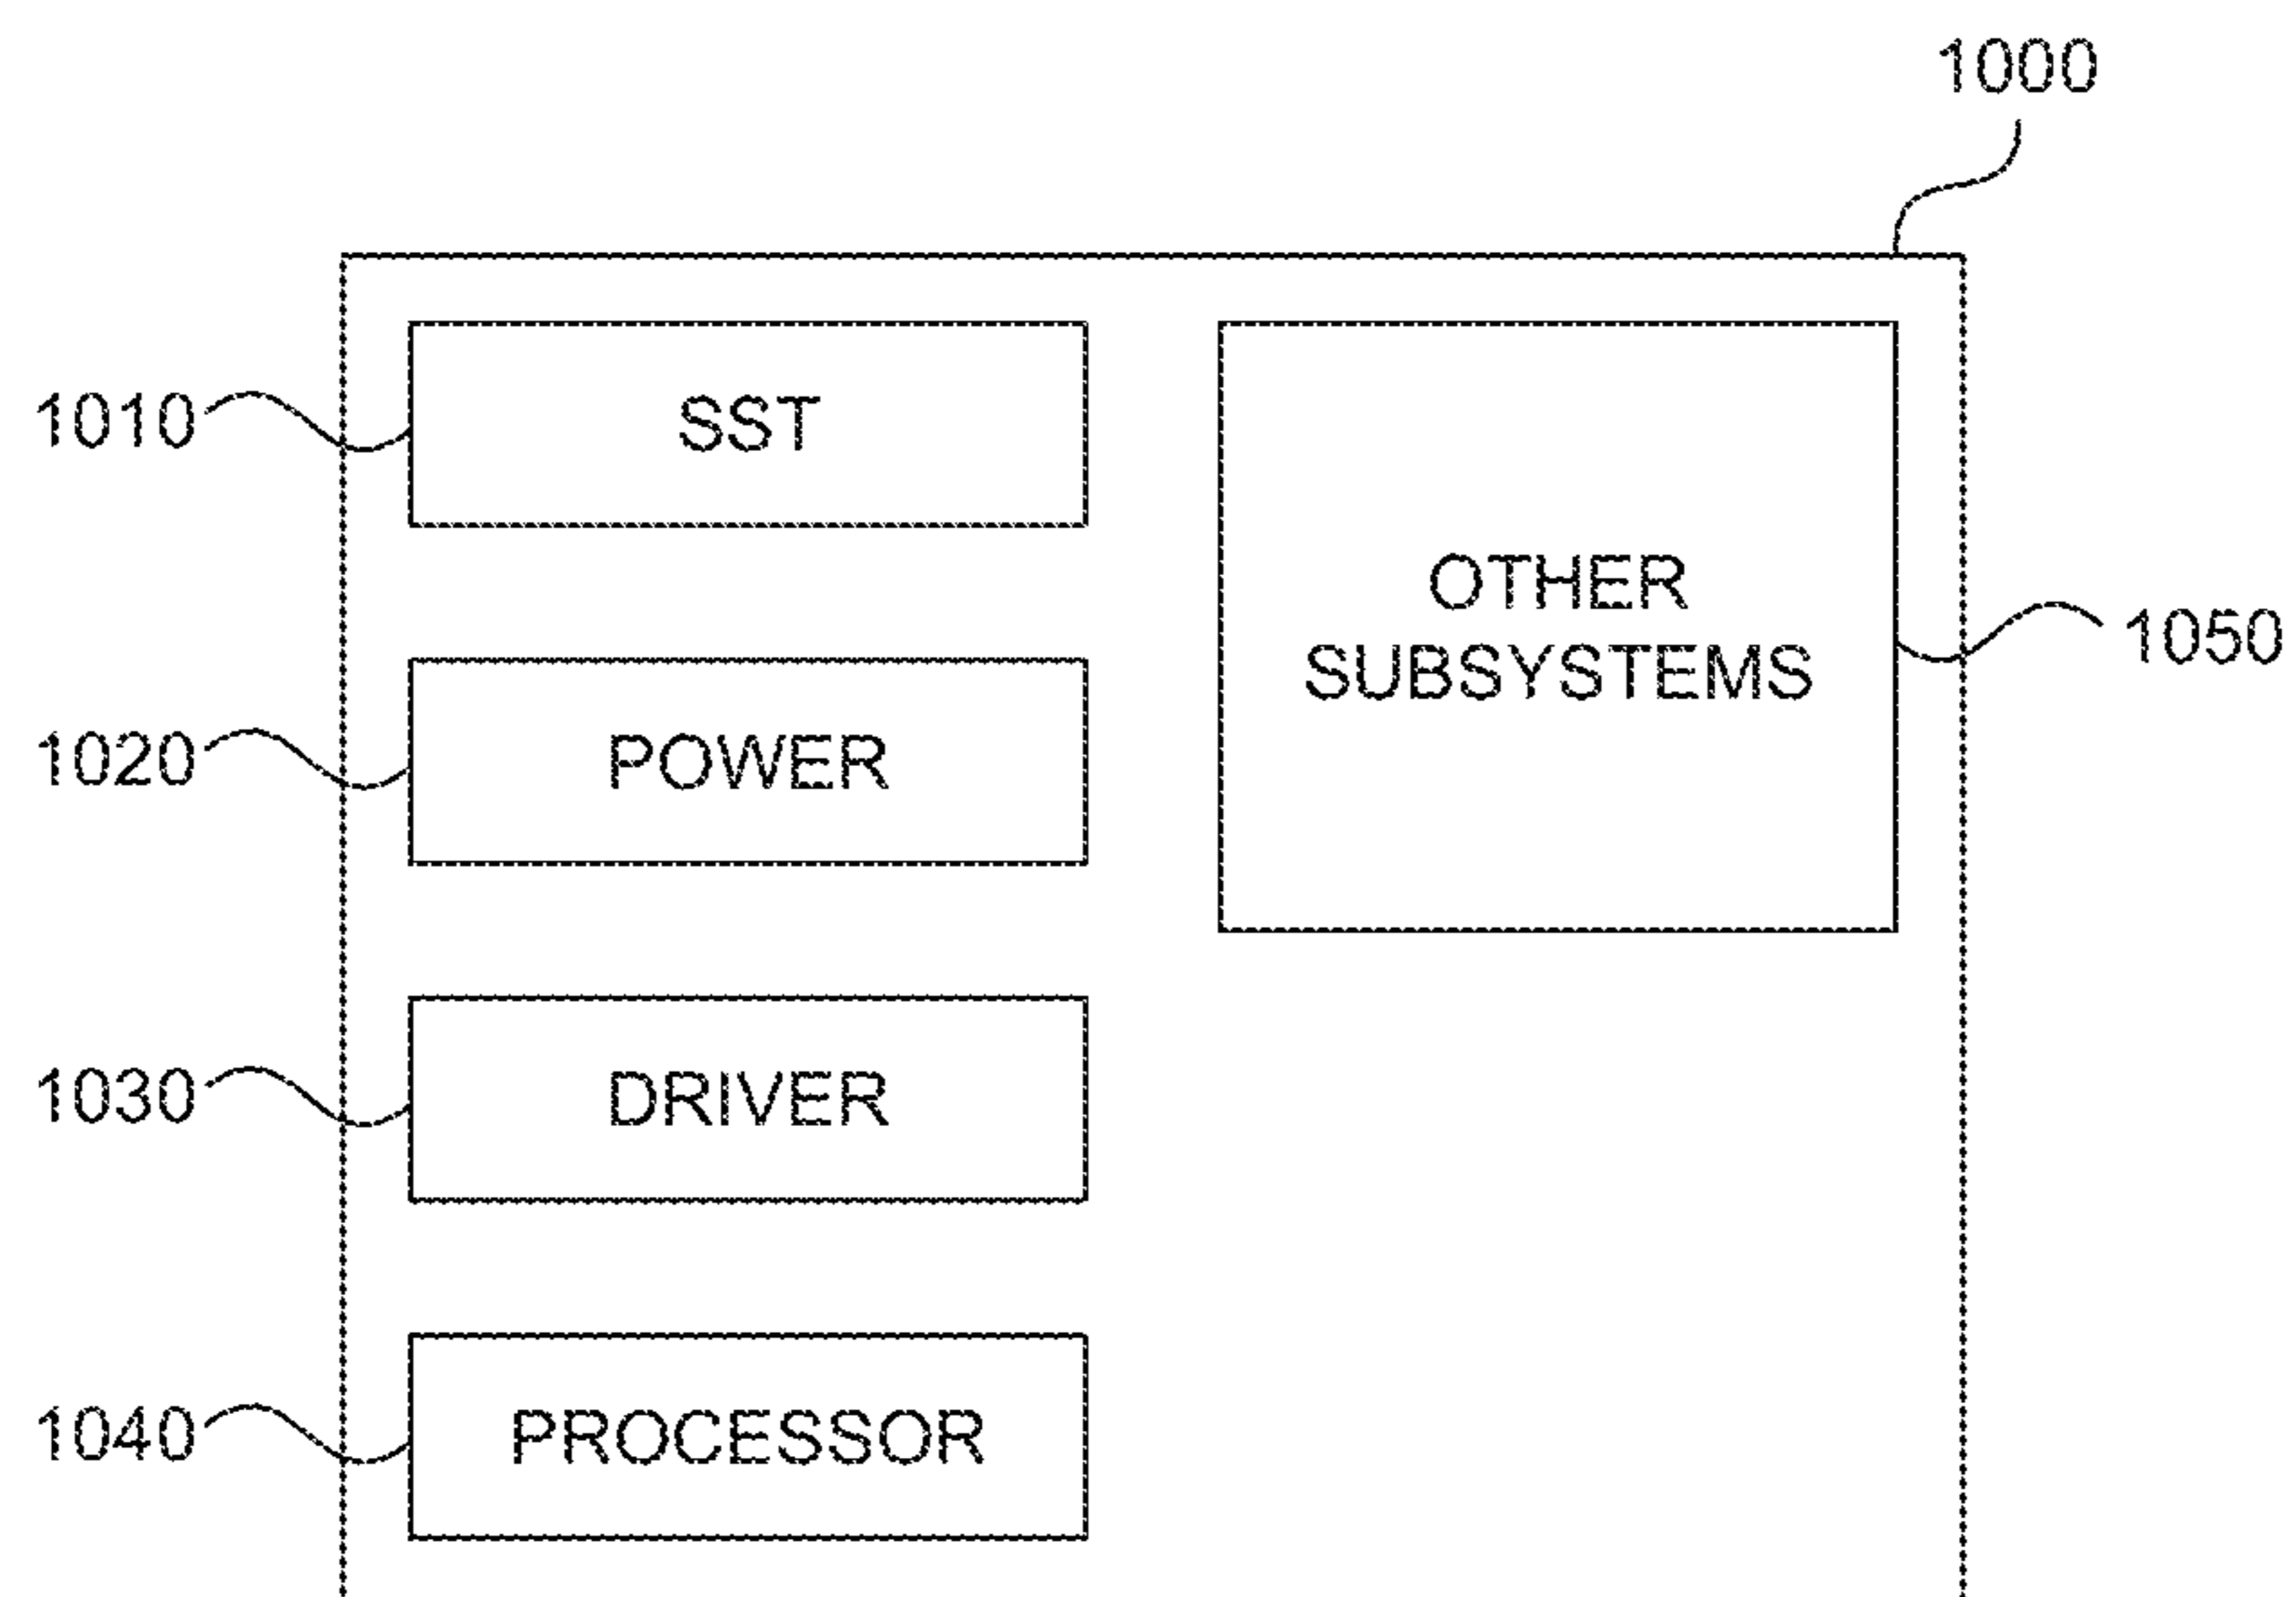 1000
1010
SST
OTHER
SUBSYSTEMS
1050
1020
POWER
1030
DRIVER
1040
PROCESSOR